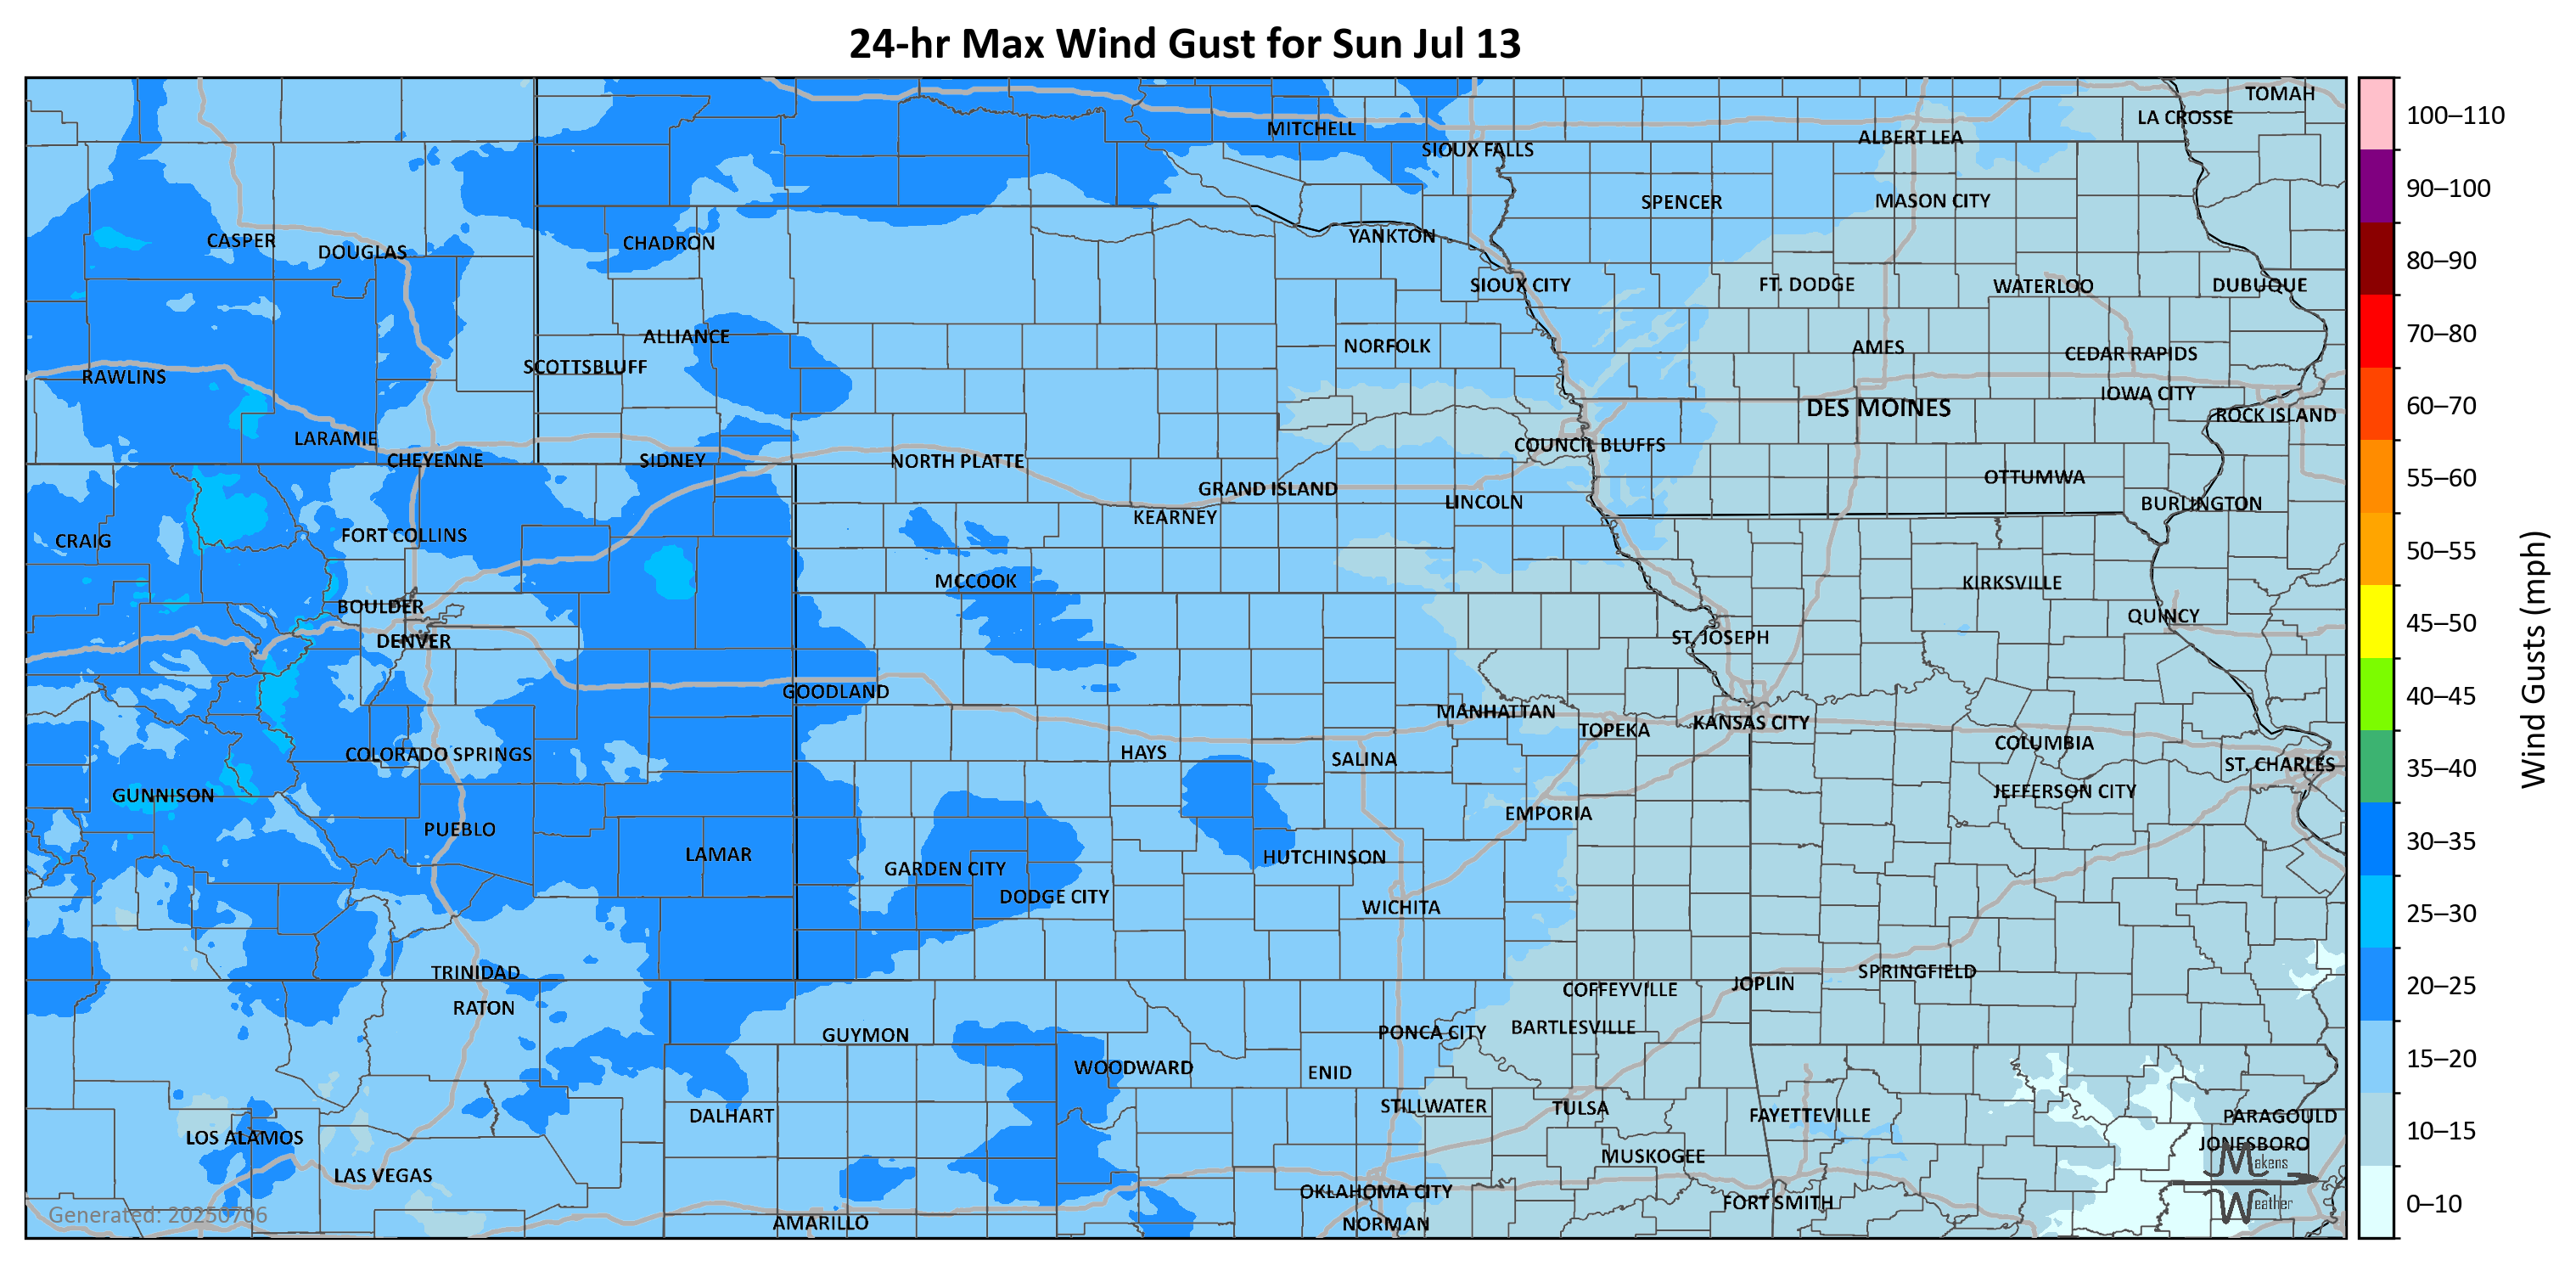 24-hr Max Wind Gust for Sun Jul 13
TOMAH
LA CROSSE
MITCHELL
ALBERT LEA
SIOUX FALLS
SPENCER
MASON CITY
CASPER
DOUGLAS
CHADRON
YANKTON
SIOUX CITY
FT. DODGE
WATERLOO
DUBUQUE
ALLIANCE
NORFOLK
AMES
CEDAR RAPIDS
SCOTTSBLUFF
RAWLINS
IOWA CITY
DES MOINES
ROCK ISLAND
LARAMIE
COUNCIL BLUFFS
CHEYENNE
SIDNEY
NORTH PLATTE
OTTUMWA
GRAND ISLAND
LINCOLN
BURLINGTON
KEARNEY
FORT COLLINS
CRAIG
MCCOOK
KIRKSVILLE
BOULDER
QUINCY
DENVER
ST. JOSEPH
GOODLAND
MANHATTAN
TOPEKA
KANSAS CITY
COLUMBIA
COLORADO SPRINGS
HAYS
SALINA
ST. CHARLES
GUNNISON
JEFFERSON CITY
EMPORIA
PUEBLO
LAMAR
HUTCHINSON
GARDEN CITY
DODGE CITY
WICHITA
TRINIDAD
SPRINGFIELD
JOPLIN
COFFEYVILLE
RATON
BARTLESVILLE
GUYMON
PONCA CITY
WOODWARD
ENID
STILLWATER
TULSA
DALHART
FAYETTEVILLE
PARAGOULD
LOS ALAMOS
JONESBORO
MUSKOGEE
LAS VEGAS
OKLAHOMA CITY
FORT SMITH
AMARILLO
NORMAN
Generated: 20250706
Makens
Weather
100–110
90–100
80–90
70–80
60–70
55–60
50–55
45–50
40–45
35–40
30–35
25–30
20–25
15–20
10–15
0–10
Wind Gusts (mph)